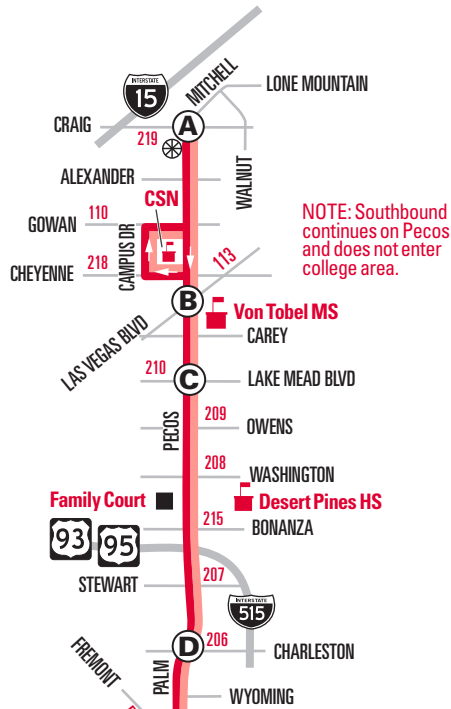 INTERSTATE
15
MITCHELL
LONE MOUNTAIN
CRAIG
A
219
ALEXANDER
WALNUT
CSN
110
GOWAN
CAMPUS DR
NOTE: Southbound
continues on Pecos
and does not enter
college area.
218
CHEYENNE
113
B
Von Tobel MS
LAS VEGAS BLVD
CAREY
210
C
LAKE MEAD BLVD
PECOS
209
OWENS
208
WASHINGTON
Family Court
Desert Pines HS
215
BONANZA
93
95
207
STEWART
INTERSTATE
515
D
206
CHARLESTON
FREMONT
PALM
WYOMING